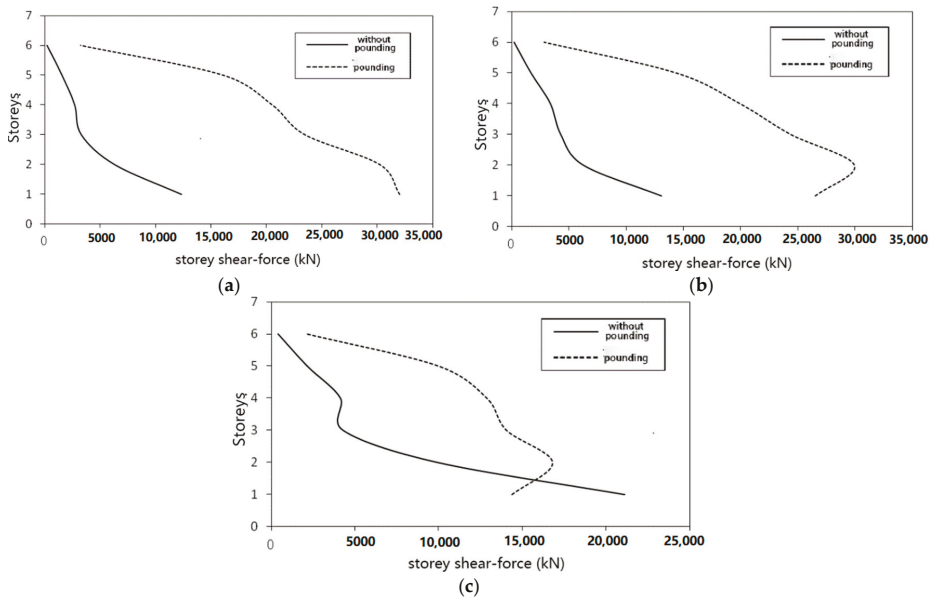 7
6
5
4
3
2
1
0
Storeys
without
pounding
pounding
0 5000 10,000 15,000 20,000 25,000 30,000 35,000
storey shear-force (kN)
(a)
7
6
5
4
3
2
1
0
Storeys
without
pounding
pounding
0 5000 10,000 15,000 20,000 25,000 30,000 35,000
storey shear-force (kN)
(b)
7
6
5
4
3
2
1
0
Storeys
without
pounding
pounding
0 5000 10,000 15,000 20,000 25,000
storey shear-force (kN)
(c)